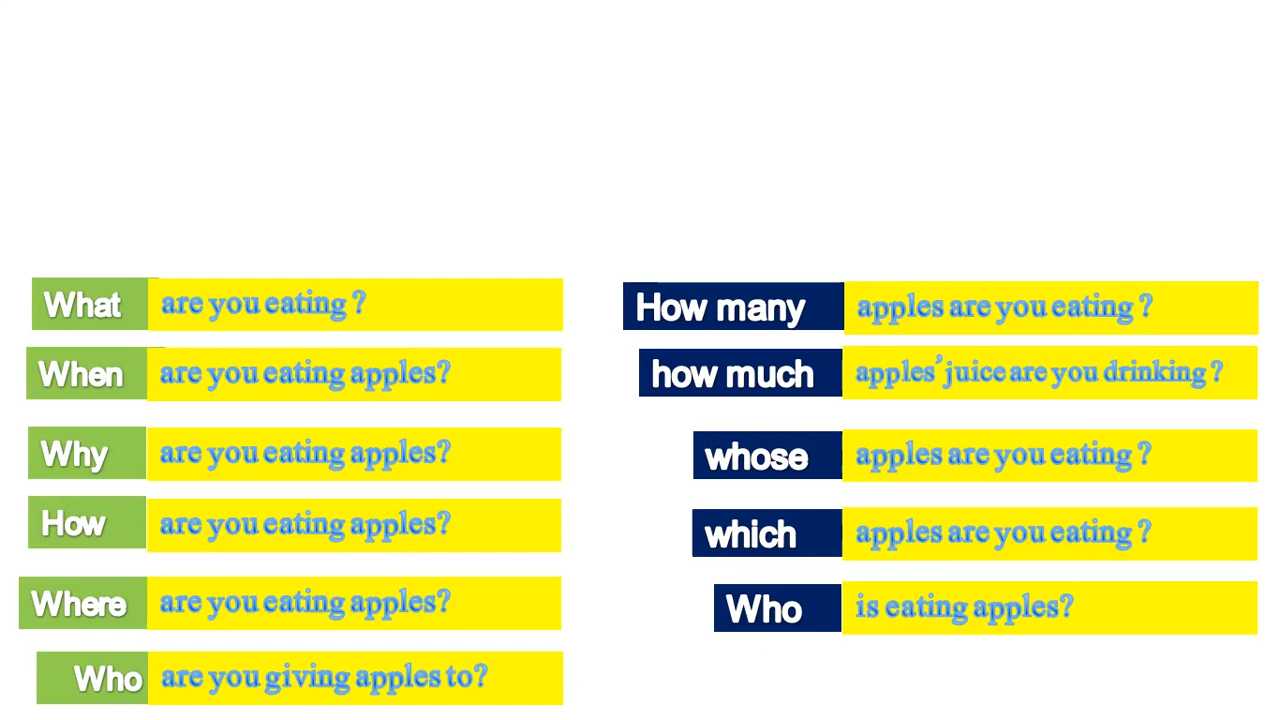 What are you eating ?
When are you eating apples?
Why are you eating apples?
How are you eating apples?
Where are you eating apples?
Who are you giving apples to?
How many apples are you eating ?
how much apples' juice are you drinking ?
whose apples are you eating ?
which apples are you eating ?
Who is eating apples?